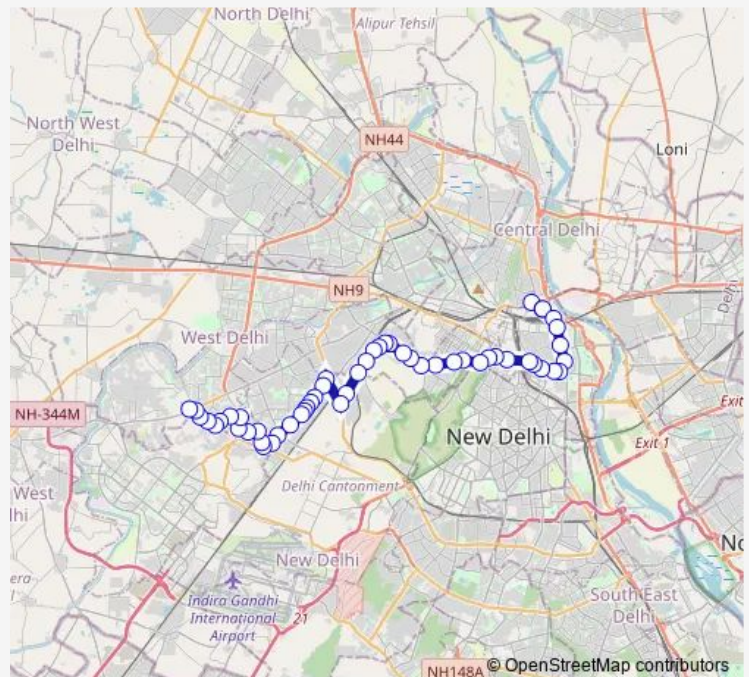 North Delhi
Alipur Tehsil
North West
Delhi
NH44
Loni
Central Delhi
NH9
Delhi
West Delhi
NH-344M
Exit
New Delhi
Exit 1
West
Delhi Cantonment
New Delhi
Indira Gandhi
International
Airport
21
South East
Delhi
NH148A
© OpenStreetMap contributors